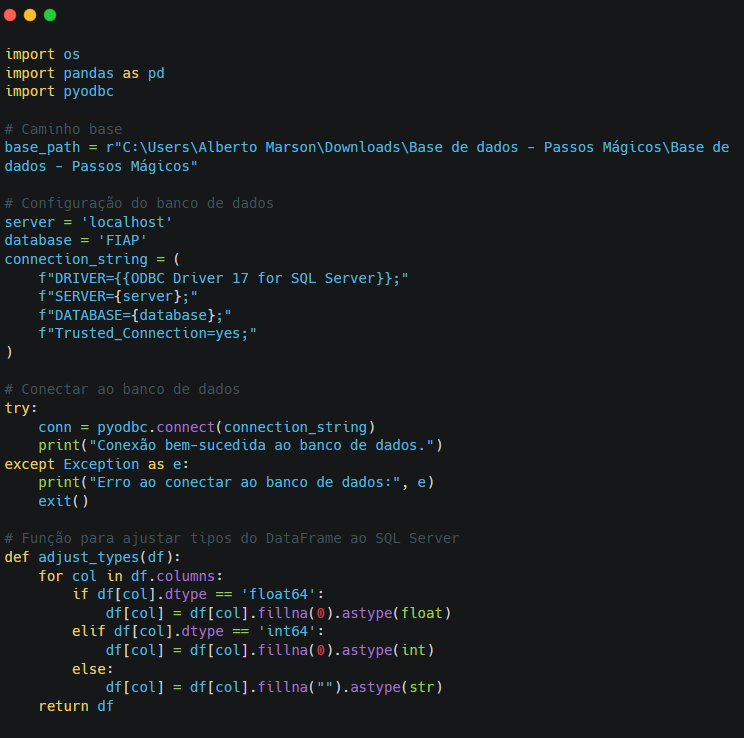 import os
import pandas as pd
import pyodbc
# Caminho base
base_path = r"C:\Users\Alberto Marson\Downloads\Base de dados - Passos Mágicos\Base de
dados - Passos Mágicos"
# Configuração do banco de dados
server = 'localhost'
database = 'FIAP'
connection_string = (
    f"DRIVER={{ODBC Driver 17 for SQL Server}};"
    f"SERVER={server};"
    f"DATABASE={database};"
    f"Trusted_Connection=yes;"
)
# Conectar ao banco de dados
try:
    conn = pyodbc.connect(connection_string)
    print("Conexão bem-sucedida ao banco de dados.")
except Exception as e:
    print("Erro ao conectar ao banco de dados:", e)
    exit()
# Função para ajustar tipos do DataFrame ao SQL Server
def adjust_types(df):
    for col in df.columns:
        if df[col].dtype == 'float64':
            df[col] = df[col].fillna(0).astype(float)
        elif df[col].dtype == 'int64':
            df[col] = df[col].fillna(0).astype(int)
        else:
            df[col] = df[col].fillna("").astype(str)
    return df